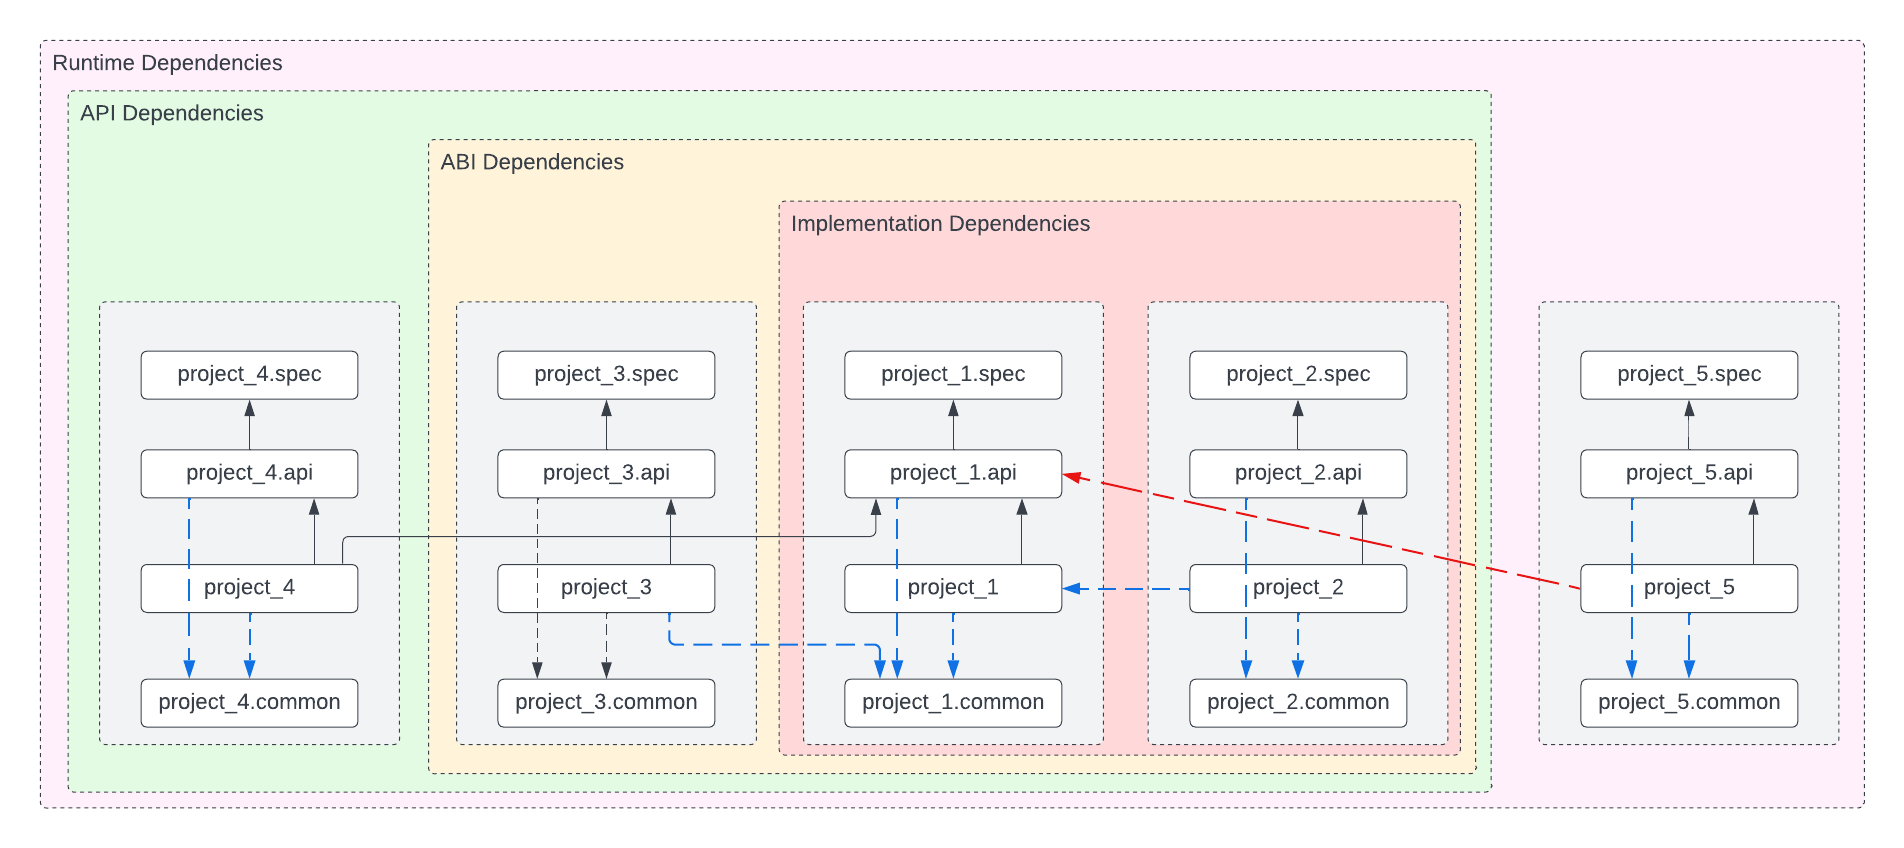 Runtime Dependencies
API Dependencies
ABI Dependencies
Implementation Dependencies
project_4.spec
project_3.spec
project_1.spec
project_2.spec
project_5.spec
project_4.api
project_3.api
project_1.api
project_2.api
project_5.api
project_4
project_3
project_1
project_2
project_5
project_4.common
project_3.common
project_1.common
project_2.common
project_5.common